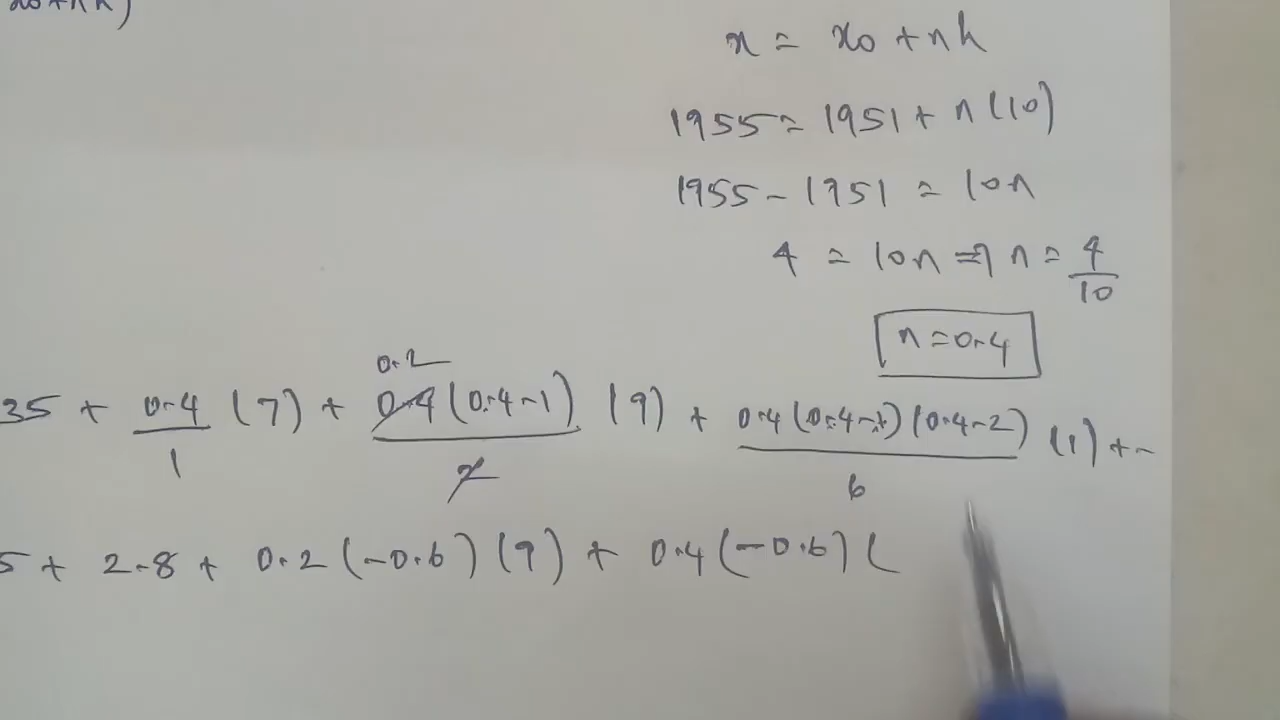 x0+nh)
x = x0 + nh
1955 = 1951 + n(10)
1955 - 1951 = 10n
4 = 10n ⇒ n = 4/10
n = 0.4
0.2
35 + 0.4/1 (7) + 0.4(0.4-1)/2 (9) + 0.4(0.4-1)(0.4-2)/6 (1) + -
5 + 2.8 + 0.2(-0.6)(9) + 0.4(-0.6)(